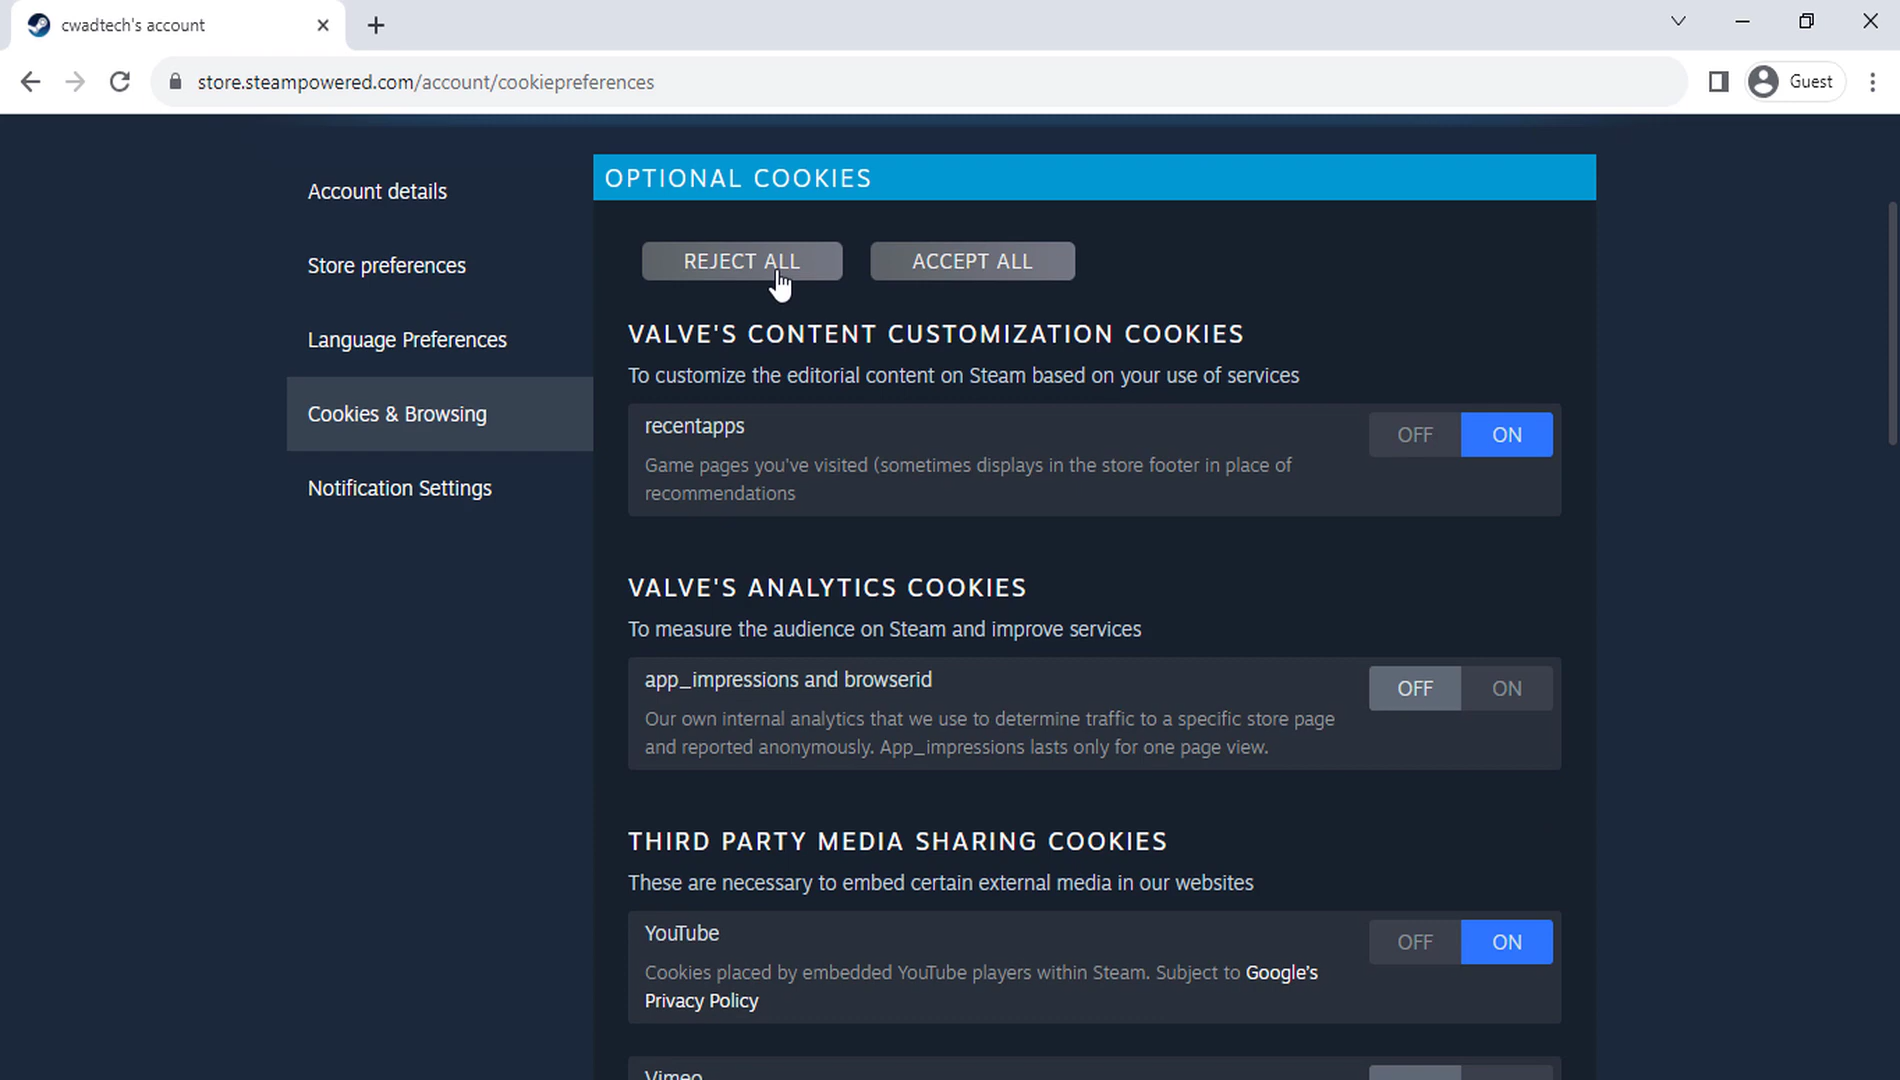 cwadtech's account
store.steampowered.com/account/cookiepreferences
Guest
Account details
Store preferences
Language Preferences
Cookies & Browsing
Notification Settings
OPTIONAL COOKIES
REJECT ALL
ACCEPT ALL
VALVE'S CONTENT CUSTOMIZATION COOKIES
To customize the editorial content on Steam based on your use of services
recentapps
OFF ON
Game pages you've visited (sometimes displays in the store footer in place of
recommendations
VALVE'S ANALYTICS COOKIES
To measure the audience on Steam and improve services
app_impressions and browserid
OFF ON
Our own internal analytics that we use to determine traffic to a specific store page
and reported anonymously. App_impressions lasts only for one page view.
THIRD PARTY MEDIA SHARING COOKIES
These are necessary to embed certain external media in our websites
YouTube
OFF ON
Cookies placed by embedded YouTube players within Steam. Subject to Google's
Privacy Policy
Vimeo